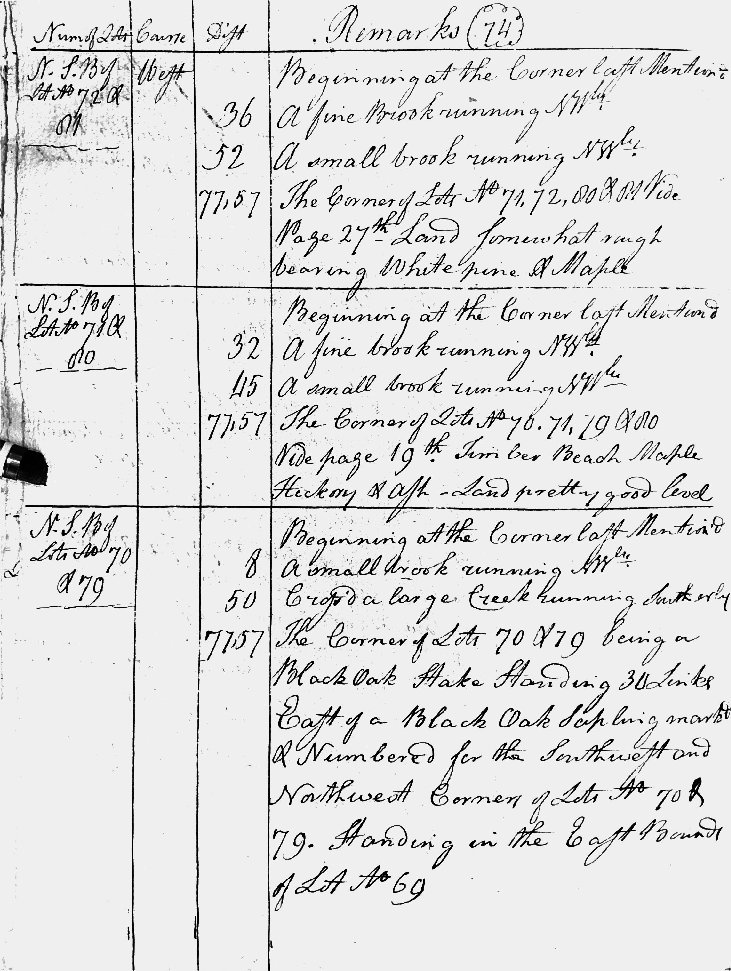 Num of Lots Course Dist Remarks (74)
N. S. By West Beginning at the Corner last Mention'd
Lot No 72 &
81
36 A fine Brook running NWly
52 A small brook running NWly
77,57 The Corner of Lots No 71, 72, 80 & 81 Vide
Page 27th Land Somewhat rough
bearing White pine & Maple
N. S. By Beginning at the Corner last Mention'd
Lot No 71 &
80
32 A fine brook running NWly
45 A small brook running NWly
77,57 The Corner of Lots No 70. 71, 79 & 80
Vide page 19th Timber Beach Maple
Hickory & Ash - Land pretty good level
N. S. By Beginning at the Corner last Mention'd
Lots No 70
& 79
8 A small brook running NWly
50 Cross'd a large Creek running Southerly
77,57 The Corner of Lots 70 & 79 being a
Black Oak Stake Standing 30 Links
East of a Black Oak Sapling markt
& Numbered for the Southwest and
Northwest Corners of Lots No 70 &
79. Standing in the East Bounds
of Lot No 69